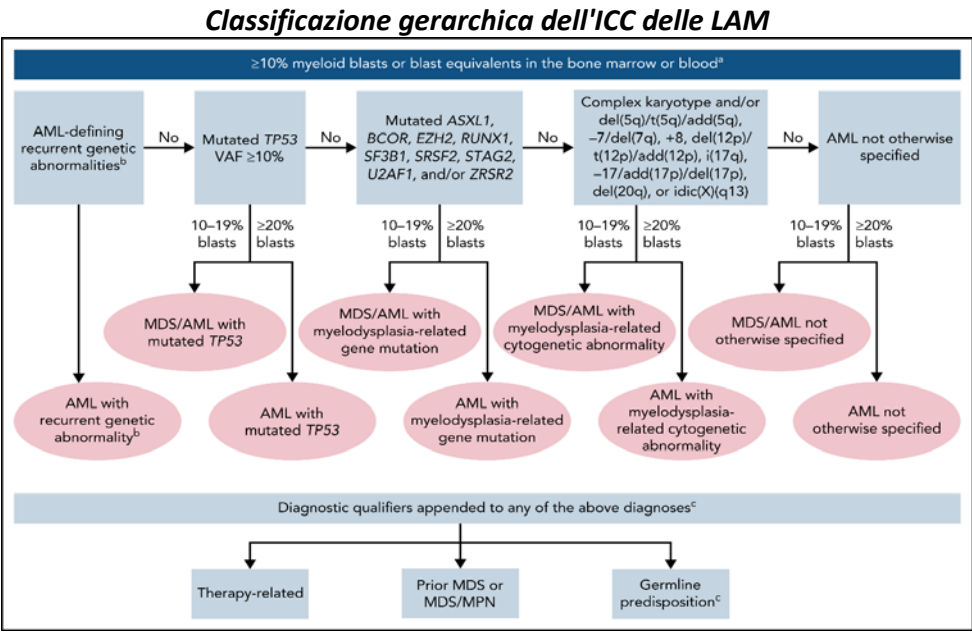 Classificazione gerarchica dell'ICC delle LAM
≥10% myeloid blasts or blast equivalents in the bone marrow or bloodᵃ
AML-defining
recurrent genetic
abnormalitiesᵇ
No
Mutated TP53
VAF ≥10%
No
Mutated ASXL1,
BCOR, EZH2, RUNX1,
SF3B1, SRSF2, STAG2,
U2AF1, and/or ZRSR2
No
Complex karyotype and/or
del(5q)/t(5q)/add(5q),
−7/del(7q), +8, del(12p)/
t(12p)/add(12p), i(17q),
−17/add(17p)/del(17p),
del(20q), or idic(X)(q13)
No
AML not otherwise
specified
10–19%
blasts
≥20%
blasts
10–19%
blasts
≥20%
blasts
10–19%
blasts
≥20%
blasts
10–19%
blasts
≥20%
blasts
MDS/AML with
mutated TP53
MDS/AML with
myelodysplasia-related
gene mutation
MDS/AML with
myelodysplasia-related
cytogenetic abnormality
MDS/AML not
otherwise specified
AML with
recurrent genetic
abnormalityᵇ
AML with
mutated TP53
AML with
myelodysplasia-related
gene mutation
AML with
myelodysplasia-
related cytogenetic
abnormality
AML not
otherwise specified
Diagnostic qualifiers appended to any of the above diagnosesᶜ
Therapy-related
Prior MDS or
MDS/MPN
Germline
predispositionᶜ